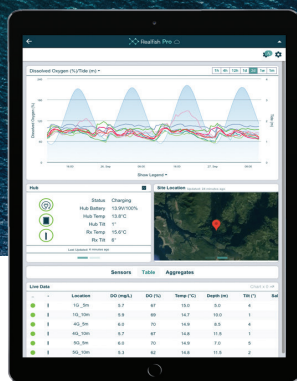 Realfish Pro
Dissolved Oxygen (%)/Tide (m)
1h 4h 12h 1d 1w 1m
Dissolved Oxygen (%)
Tide (m)
Show Legend
Hub
Status Charging
Hub Battery 13.9V/100%
Hub Temp 13.8°C
Hub Tilt 1°
Rx Temp 15.6°C
Rx Tilt 6°
Site Location
Sensors Table Aggregates
Live Data
Location DO (mg/L) DO (%) Temp (°C) Depth (m) Tilt (°) Sal
1G_5m 5.7 67 15.0 5.0 4
1G_10m 5.9 69 14.7 10.0 1
4G_5m 6.0 70 14.9 6.5 4
4G_10m 5.7 67 14.8 11.5 1
5G_5m 6.0 70 14.9 7.0 3
5G_10m 5.3 62 14.8 11.5 2